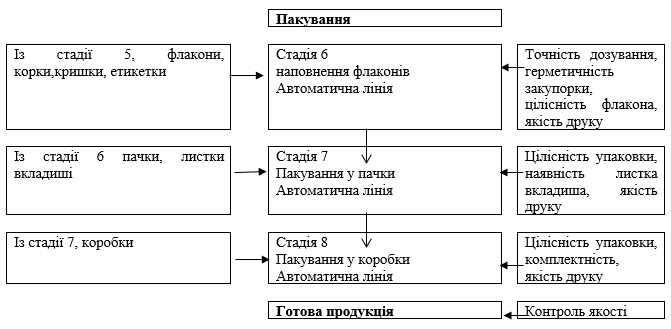 Пакування
Із стадії 5, флакони,
корки,кришки, етикетки
Стадія 6
наповнення флаконів
Автоматична лінія
Точність дозування,
герметичність
закупорки,
цілісність флакона,
якість друку
Із стадії 6 пачки, листки
вкладиші
Стадія 7
Пакування у пачки
Автоматична лінія
Цілісність упаковки,
наявність листка
вкладиша, якість
друку
Із стадії 7, коробки
Стадія 8
Пакування у коробки
Автоматична лінія
Цілісність упаковки,
комплектність,
якість друку
Готова продукція
Контроль якості